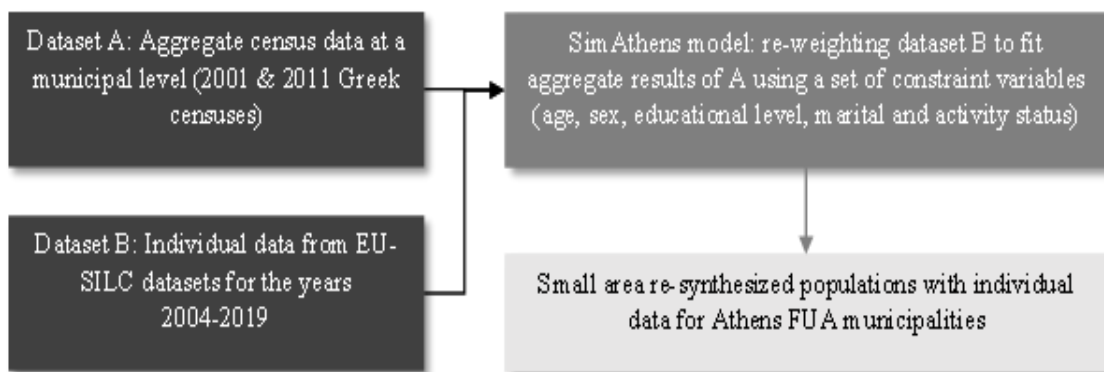 Dataset A: Aggregate census data at a
municipal level (2001 & 2011 Greek
censuses)
SimAthens model: re-weighting dataset B to fit
aggregate results of A using a set of constraint variables
(age, sex, educational level, marital and activity status)
Dataset B: Individual data from EU-
SILC datasets for the years
2004-2019
Small area re-synthesized populations with individual
data for Athens FUA municipalities